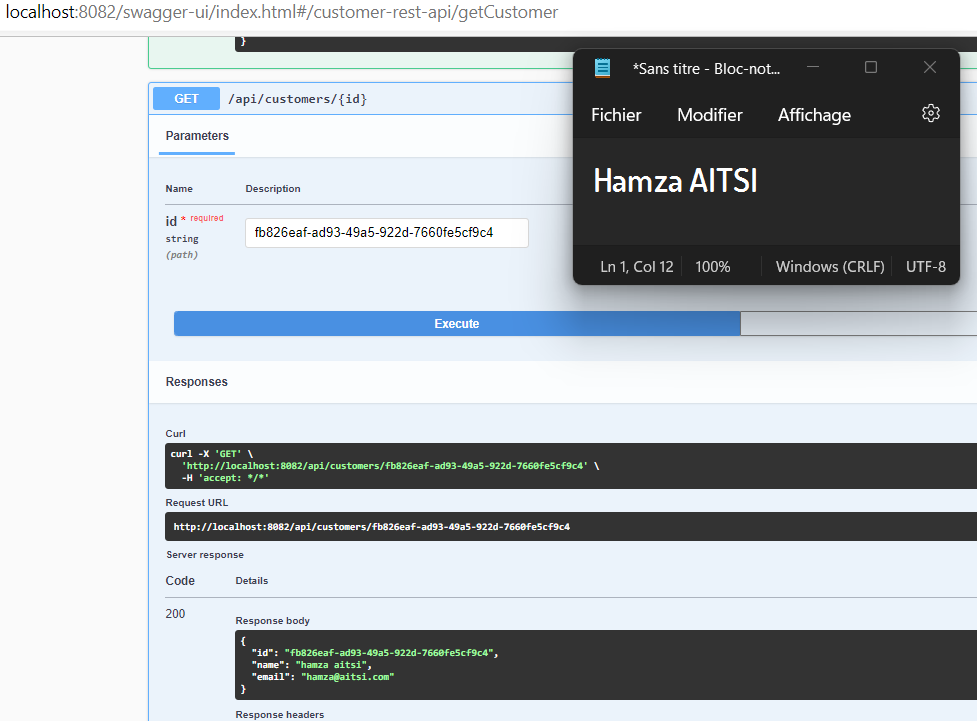 localhost:8082/swagger-ui/index.html#/customer-rest-api/getCustomer
}
*Sans titre - Bloc-not...
Fichier Modifier Affichage
Hamza AITSI
Ln 1, Col 12 100% Windows (CRLF) UTF-8
GET /api/customers/{id}
Parameters
Name Description
id * required
string
(path)
fb826eaf-ad93-49a5-922d-7660fe5cf9c4
Execute
Responses
Curl
curl -X 'GET' \
'http://localhost:8082/api/customers/fb826eaf-ad93-49a5-922d-7660fe5cf9c4' \
-H 'accept: */*'
Request URL
http://localhost:8082/api/customers/fb826eaf-ad93-49a5-922d-7660fe5cf9c4
Server response
Code Details
200
Response body
{
"id": "fb826eaf-ad93-49a5-922d-7660fe5cf9c4",
"name": "hamza aitsi",
"email": "hamza@aitsi.com"
}
Response headers